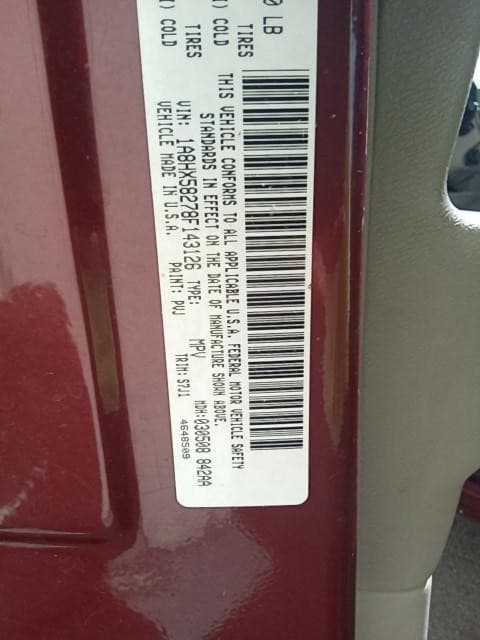 0 LB
TIRES
I) COLD
TIRES
I) COLD
THIS VEHICLE CONFORMS TO ALL APPLICABLE U.S.A. FEDERAL MOTOR VEHICLE SAFETY
STANDARDS IN EFFECT ON THE DATE OF MANUFACTURE SHOWN ABOVE.
VIN: 1A8HX58278F143126 TYPE: MPV MDH:030508 842AA
VEHICLE MADE IN U.S.A. PAINT: PVJ TRIM: S7J1 4648509